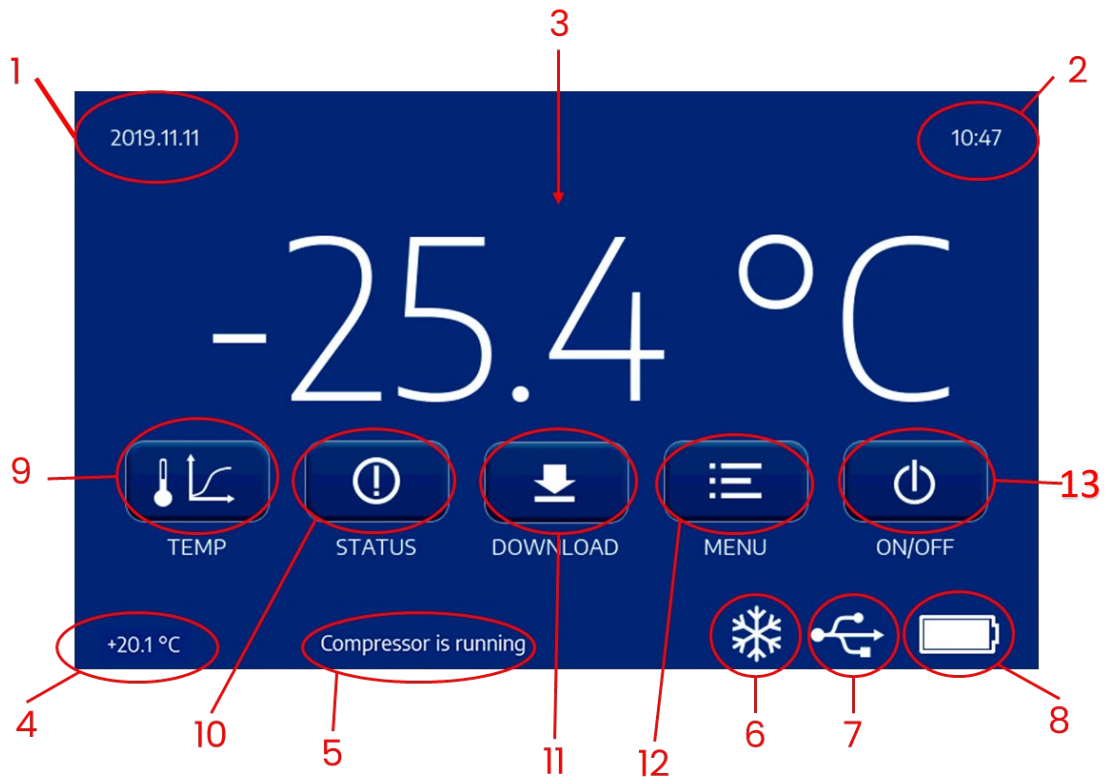 3
1
2
2019.11.11
10:47
-25.4 °C
9
13
TEMP
STATUS
DOWNLOAD
MENU
ON/OFF
+20.1 °C
Compressor is running
4
10
5
11
12
6
7
8